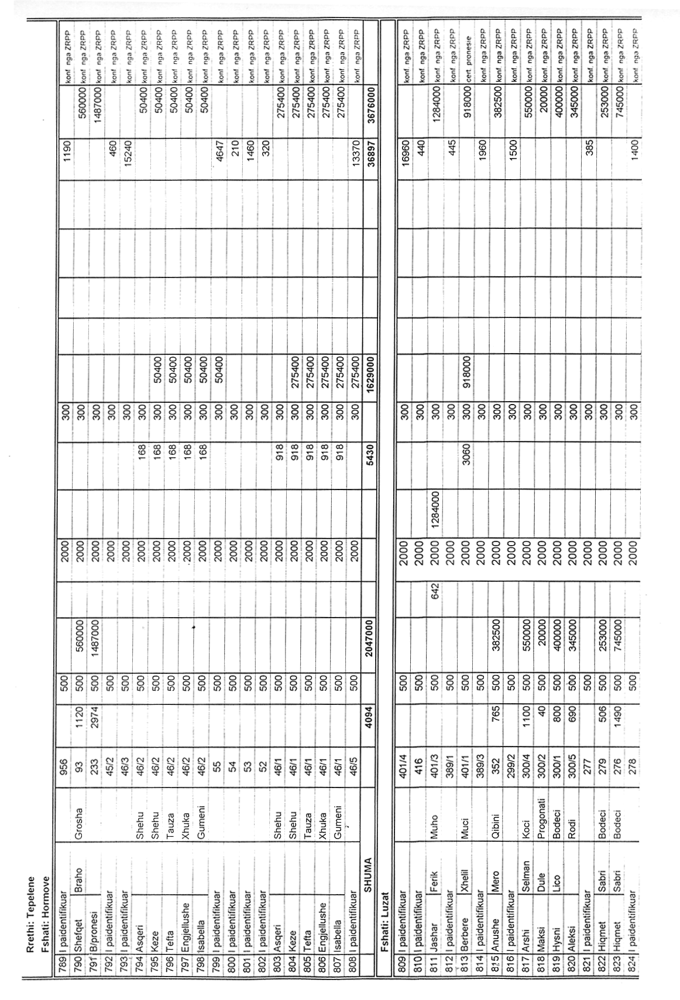 Rrethi: Tepelene
Fshati: Hormove
789 I paidentifikuar 956 500 2000 300 1190 konf nga ZRPP
790 Shefqet Braho Grosha 93 1120 500 560000 2000 300 560000 konf nga ZRPP
791 B/pronesi 233 2974 500 1487000 2000 300 1487000 konf nga ZRPP
792 I paidentifikuar 45/2 500 2000 300 460 konf nga ZRPP
793 I paidentifikuar 46/3 500 2000 300 15240 konf nga ZRPP
794 Asqeri Shehu 46/2 500 2000 168 300 50400 konf nga ZRPP
795 Keze Shehu 46/2 500 2000 168 300 50400 50400 konf nga ZRPP
796 Tefta Tauza 46/2 500 2000 168 300 50400 50400 konf nga ZRPP
797 Engjellushe Xhuka 46/2 500 2000 168 300 50400 50400 konf nga ZRPP
798 Isabella Gumeni 46/2 500 2000 168 300 50400 50400 konf nga ZRPP
799 I paidentifikuar 55 500 2000 300 50400 4647 konf nga ZRPP
800 I paidentifikuar 54 500 2000 300 210 konf nga ZRPP
801 I paidentifikuar 53 500 2000 300 1460 konf nga ZRPP
802 I paidentifikuar 52 500 2000 300 320 konf nga ZRPP
803 Asqeri Shehu 46/1 500 2000 918 300 275400 konf nga ZRPP
804 Keze Shehu 46/1 500 2000 918 300 275400 275400 konf nga ZRPP
805 Tefta Tauza 46/1 500 2000 918 300 275400 275400 konf nga ZRPP
806 Engjellushe Xhuka 46/1 500 2000 918 300 275400 275400 konf nga ZRPP
807 Isabella Gumeni 46/1 500 2000 918 300 275400 275400 konf nga ZRPP
808 I paidentifikuar 46/5 500 2000 300 275400 13370 konf nga ZRPP
SHUMA 4094 2047000 5430 1629000 36897 3676000
Fshati: Luzat
809 I paidentifikuar 401/4 500 2000 300 16960 konf nga ZRPP
810 I paidentifikuar 416 500 2000 300 440 konf nga ZRPP
811 Jashar Ferik Muho 401/3 500 642 2000 1284000 300 1284000 konf nga ZRPP
812 I paidentifikuar 389/1 500 2000 300 445 konf nga ZRPP
813 Berbere Xhelil Muci 401/1 500 2000 3060 300 918000 918000 cert pronesie
814 I paidentifikuar 389/3 500 2000 300 1960 konf nga ZRPP
815 Anushe Mero Qibini 352 765 500 382500 2000 300 382500 konf nga ZRPP
816 I paidentifikuar 299/2 500 2000 300 1500 konf nga ZRPP
817 Arshi Selman Koci 300/4 1100 500 550000 2000 300 550000 konf nga ZRPP
818 Maksi Dule Progonati 300/2 40 500 20000 2000 300 20000 konf nga ZRPP
819 Hysni Lico Bodeci 300/1 800 500 400000 2000 300 400000 konf nga ZRPP
820 Aleksi Rodi 300/5 690 500 345000 2000 300 345000 konf nga ZRPP
821 I paidentifikuar 277 500 2000 300 385 konf nga ZRPP
822 Hiqmet Sabri Bodeci 279 506 500 253000 2000 300 253000 konf nga ZRPP
823 Hiqmet Sabri Bodeci 276 1490 500 745000 2000 300 745000 konf nga ZRPP
824 I paidentifikuar 278 500 2000 300 1400 konf nga ZRPP